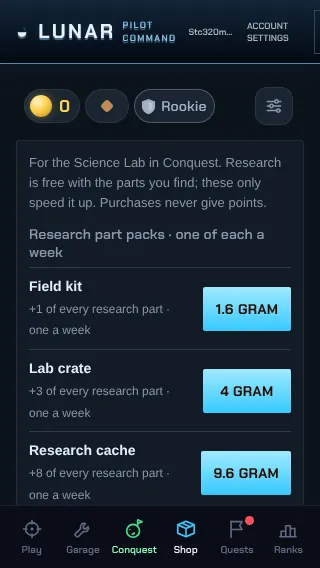 LUNAR
PILOT
COMMAND
Stc320m...
ACCOUNT
SETTINGS
0
Rookie
For the Science Lab in Conquest. Research
is free with the parts you find; these only
speed it up. Purchases never give points.
Research part packs · one of each a
week
Field kit
+1 of every research part ·
one a week
1.6 GRAM
Lab crate
+3 of every research part ·
one a week
4 GRAM
Research cache
+8 of every research part ·
one a week
9.6 GRAM
Play
Garage
Conquest
Shop
Quests
Ranks